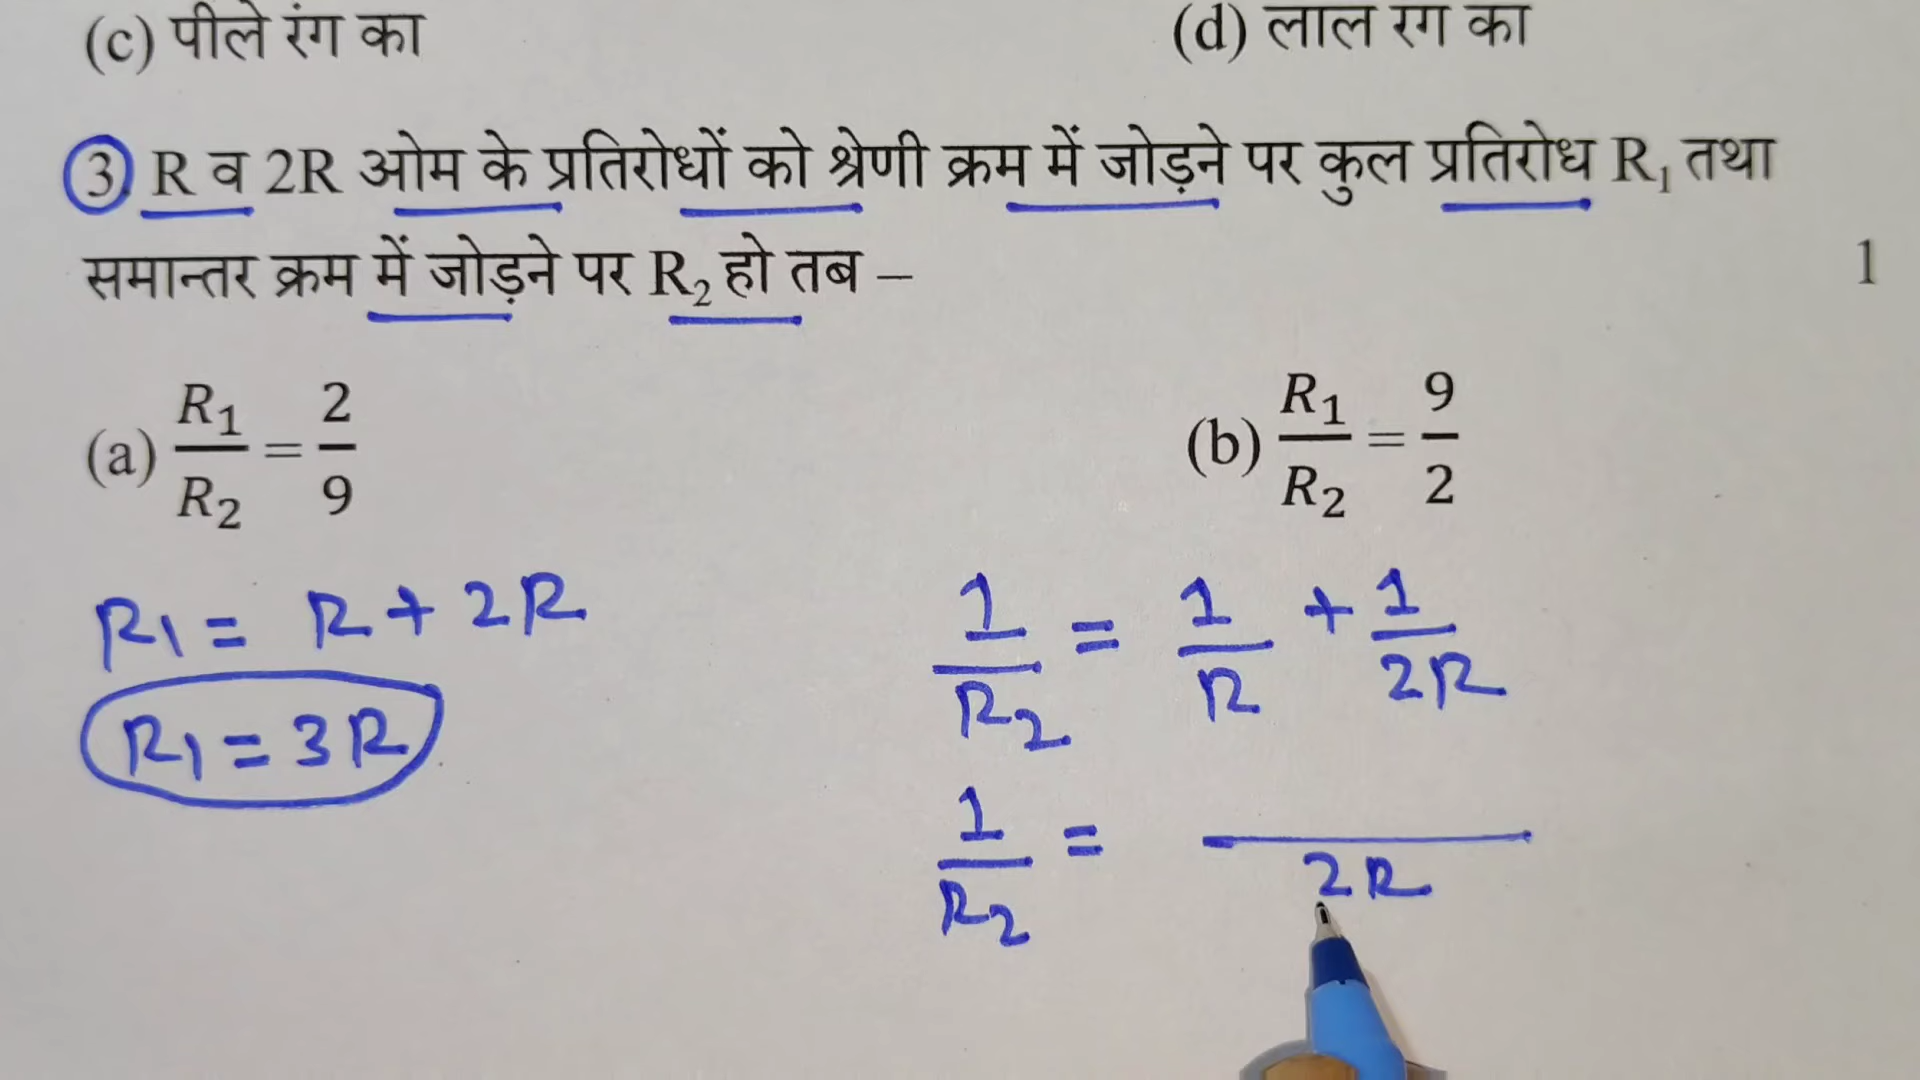 (c) पीले रंग का
(d) लाल रंग का
3. R व 2R ओम के प्रतिरोधों को श्रेणी क्रम में जोड़ने पर कुल प्रतिरोध R₁ तथा
समान्तर क्रम में जोड़ने पर R₂ हो तब – 1
(a) R₁/R₂ = 2/9
(b) R₁/R₂ = 9/2
R₁ = R + 2R
R₁ = 3R
1/R₂ = 1/R + 1/2R
1/R₂ = /2R